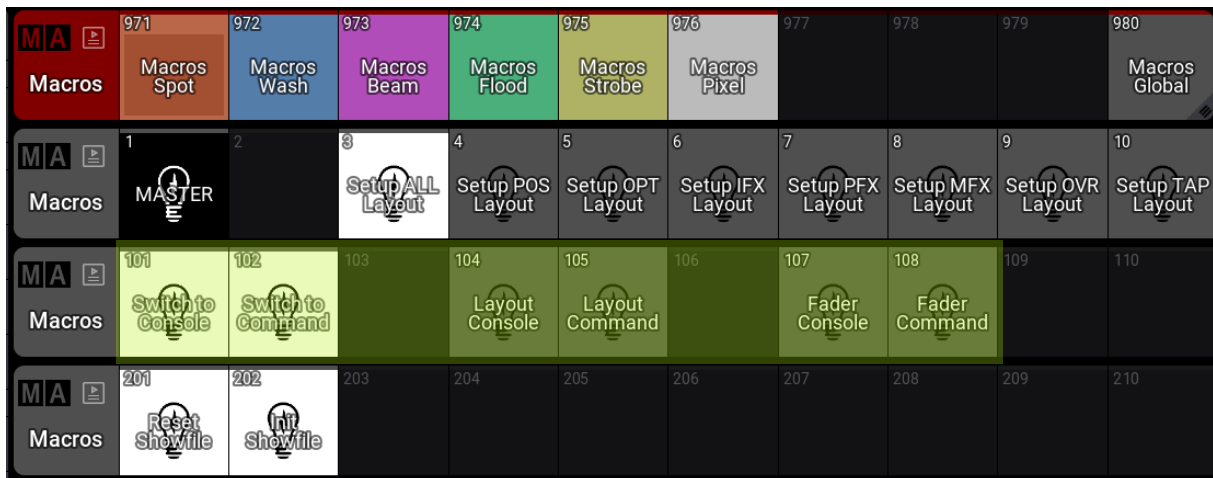 971 972 973 974 975 976 977 978 979 980
MA
Macros
Macros Spot
Macros Wash
Macros Beam
Macros Flood
Macros Strobe
Macros Pixel
Macros Global
1 2 3 4 5 6 7 8 9 10
MA
Macros
MASTER
Setup ALL Layout
Setup POS Layout
Setup OPT Layout
Setup IFX Layout
Setup PFX Layout
Setup MFX Layout
Setup OVR Layout
Setup TAP Layout
101 102 103 104 105 106 107 108 109 110
MA
Macros
Switch to Console
Switch to Command
Layout Console
Layout Command
Fader Console
Fader Command
201 202 203 204 205 206 207 208 209 210
MA
Macros
Reset Showfile
Init Showfile